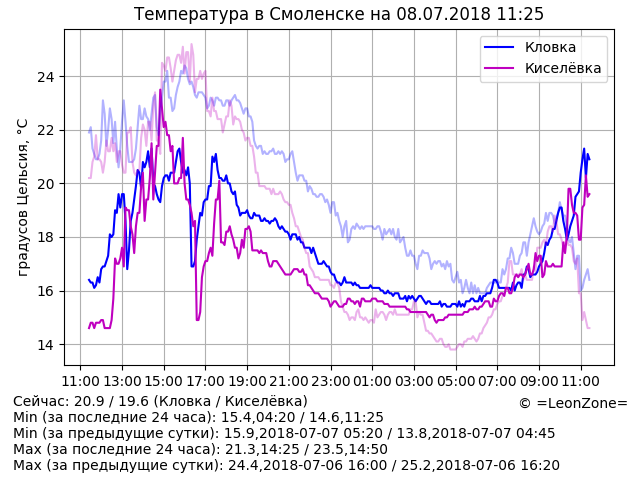 Температура в Смоленске на 08.07.2018 11:25
Кловка
Киселёвка
градусов Цельсия, °C
24
22
20
18
16
14
11:00 13:00 15:00 17:00 19:00 21:00 23:00 01:00 03:00 05:00 07:00 09:00 11:00
Сейчас: 20.9 / 19.6 (Кловка / Киселёвка)
© =LeonZone=
Min (за последние 24 часа): 15.4,04:20 / 14.6,11:25
Min (за предыдущие сутки): 15.9,2018-07-07 05:20 / 13.8,2018-07-07 04:45
Max (за последние 24 часа): 21.3,14:25 / 23.5,14:50
Max (за предыдущие сутки): 24.4,2018-07-06 16:00 / 25.2,2018-07-06 16:20